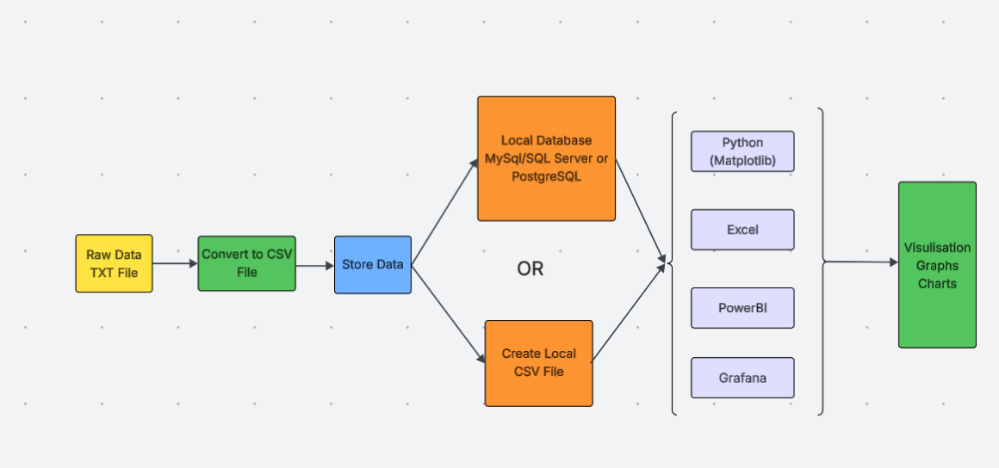 Raw Data
TXT File
Convert to CSV
File
Store Data
Local Database
MySql/SQL Server or
PostgreSQL
OR
Create Local
CSV File
Python
(Matplotlib)
Excel
PowerBI
Grafana
Visulisation
Graphs
Charts